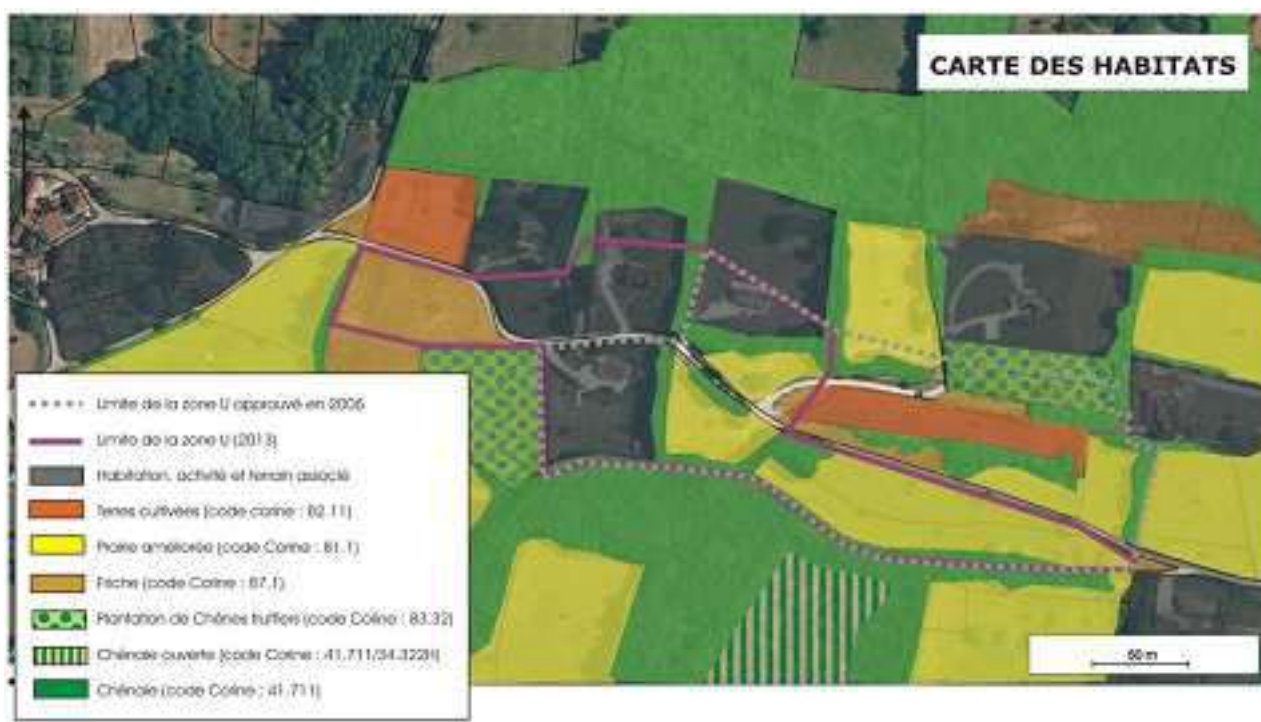 CARTE DES HABITATS
Limite de la zone U approuvé en 2006
Limite de la zone U (2013)
Habitation, activité et terrain associé
Terres cultivées (code corine : 82.11)
Prairie améliorée (code Corine : 81.1)
Friche (code Corine : 87.1)
Plantation de Chênes truffiers (code Corine : 83.32)
Chênaie ouverte (code Corine : 41.711/34.322H)
Chênaie (code Corine : 41.711)
50 m